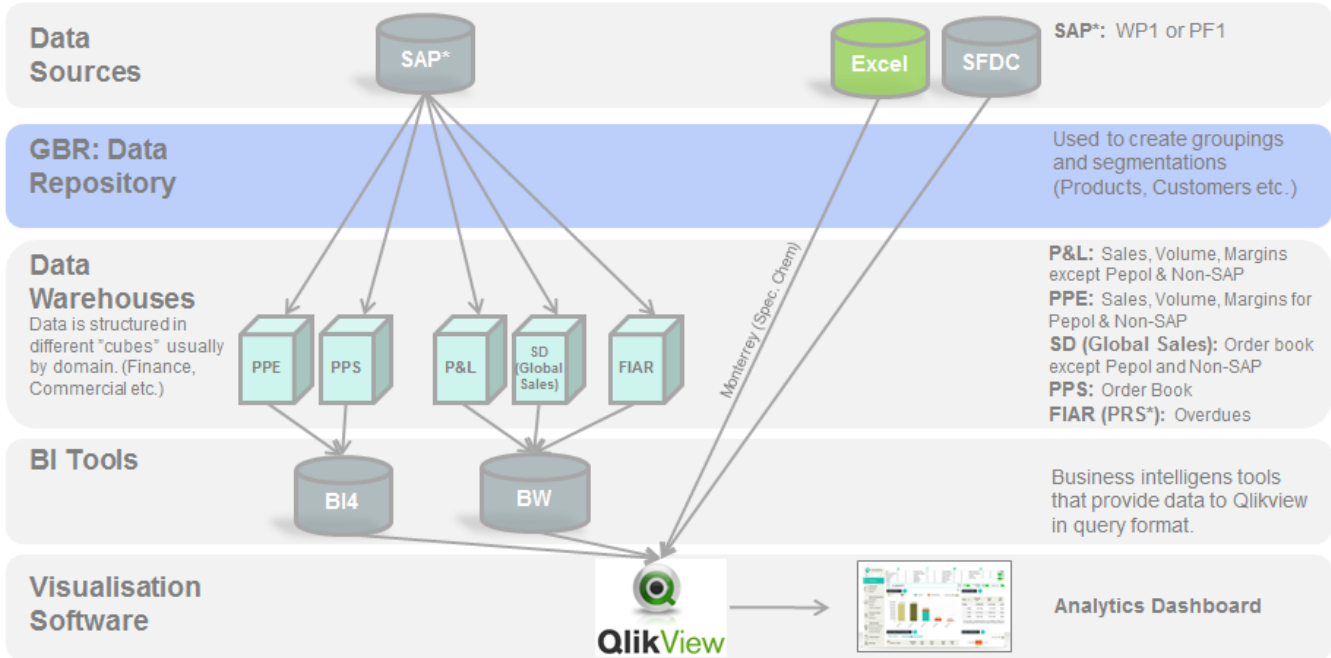 Data
Sources
SAP*
Excel
SFDC
SAP*: WP1 or PF1
GBR: Data
Repository
Used to create groupings
and segmentations
(Products, Customers etc.)
Data
Warehouses
Data is structured in
different "cubes" usually
by domain. (Finance,
Commercial etc.)
PPE
PPS
P&L
SD
(Global
Sales)
FIAR
Monterrey (Spec. Chem)
P&L: Sales, Volume, Margins
except Pepol & Non-SAP
PPE: Sales, Volume, Margins for
Pepol & Non-SAP
SD (Global Sales): Order book
except Pepol and Non-SAP
PPS: Order Book
FIAR (PRS*): Overdues
BI Tools
BI4
BW
Business intelligens tools
that provide data to Qlikview
in query format.
Visualisation
Software
QlikView
Analytics Dashboard